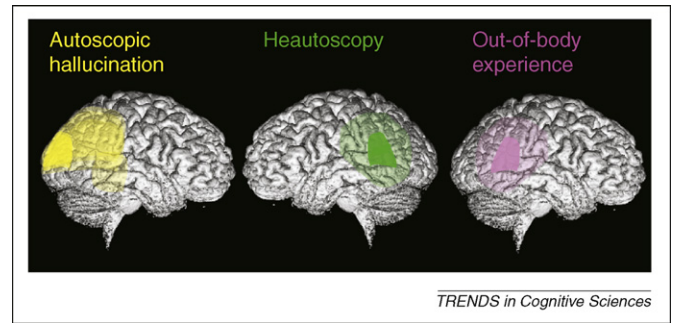 Autoscopic
hallucination
Heautoscopy
Out-of-body
experience
TRENDS in Cognitive Sciences